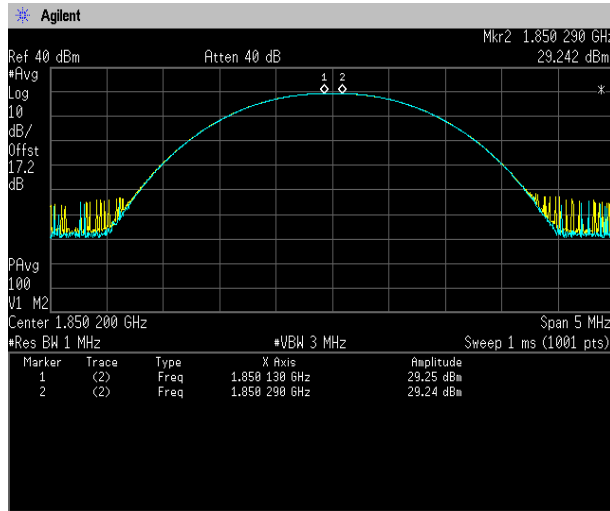 Agilent
Mkr2 1.850 290 GHz
Ref 40 dBm Atten 40 dB 29.242 dBm
#Avg
Log
10
dB/
Offst
17.2
dB
1 2
*
PAvg
100
V1 M2
Center 1.850 200 GHz Span 5 MHz
#Res BW 1 MHz #VBW 3 MHz Sweep 1 ms (1001 pts)
Marker Trace Type X Axis Amplitude
1 (2) Freq 1.850 130 GHz 29.25 dBm
2 (2) Freq 1.850 290 GHz 29.24 dBm